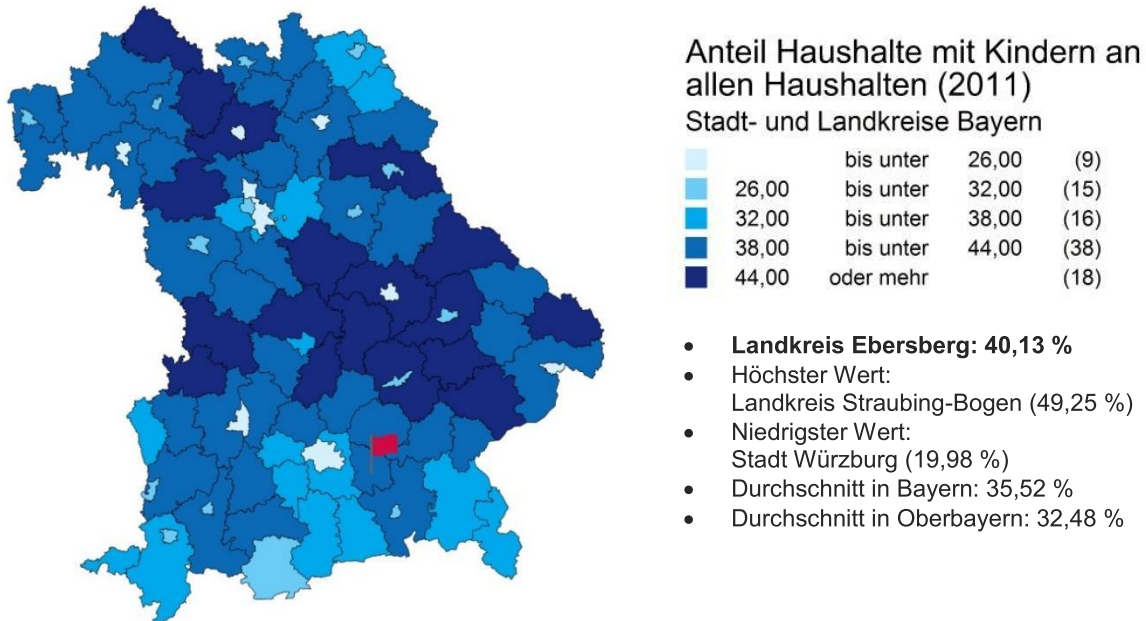 Anteil Haushalte mit Kindern an
allen Haushalten (2011)
Stadt- und Landkreise Bayern
bis unter 26,00 (9)
26,00 bis unter 32,00 (15)
32,00 bis unter 38,00 (16)
38,00 bis unter 44,00 (38)
44,00 oder mehr (18)
• Landkreis Ebersberg: 40,13 %
• Höchster Wert:
Landkreis Straubing-Bogen (49,25 %)
• Niedrigster Wert:
Stadt Würzburg (19,98 %)
• Durchschnitt in Bayern: 35,52 %
• Durchschnitt in Oberbayern: 32,48 %